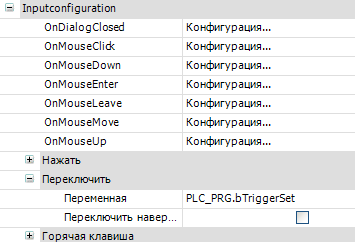 Inputconfiguration
OnDialogClosed Конфигурация...
OnMouseClick Конфигурация...
OnMouseDown Конфигурация...
OnMouseEnter Конфигурация...
OnMouseLeave Конфигурация...
OnMouseMove Конфигурация...
OnMouseUp Конфигурация...
Нажать
Переключить
Переменная PLC_PRG.bTriggerSet
Переключить навер...
Горячая клавиша